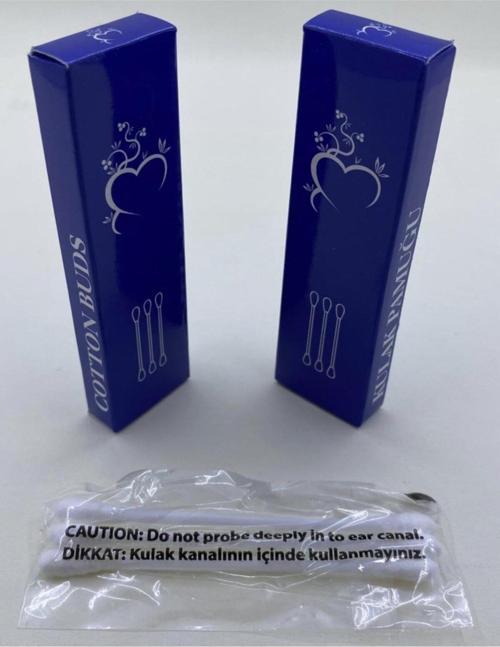 COTTON BUDS
KULAK PAMUĞU
CAUTION: Do not probe deeply in to ear canal.
DİKKAT: Kulak kanalının içinde kullanmayınız.